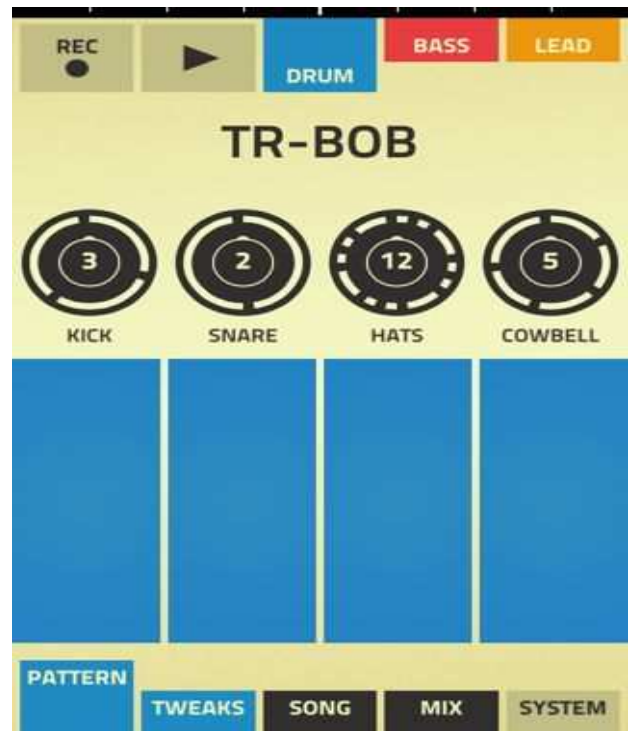 REC
DRUM
BASS
LEAD
TR-BOB
3
2
12
5
KICK
SNARE
HATS
COWBELL
PATTERN
TWEAKS
SONG
MIX
SYSTEM